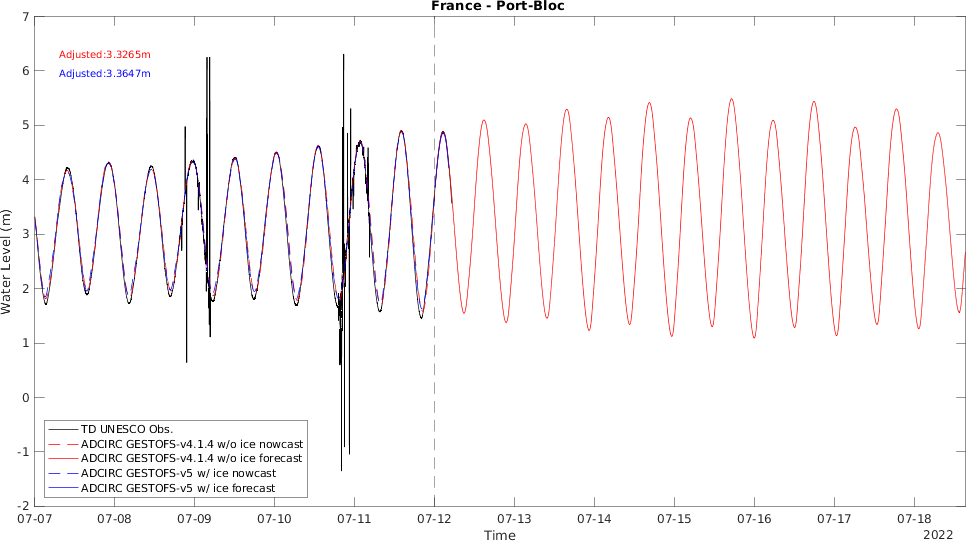 France - Port-Bloc
Adjusted:3.3265m
Adjusted:3.3647m
Water Level (m)
7
6
5
4
3
2
1
0
-1
-2
TD UNESCO Obs.
ADCIRC GESTOFS-v4.1.4 w/o ice nowcast
ADCIRC GESTOFS-v4.1.4 w/o ice forecast
ADCIRC GESTOFS-v5 w/ ice nowcast
ADCIRC GESTOFS-v5 w/ ice forecast
07-07 07-08 07-09 07-10 07-11 07-12 07-13 07-14 07-15 07-16 07-17 07-18
Time
2022